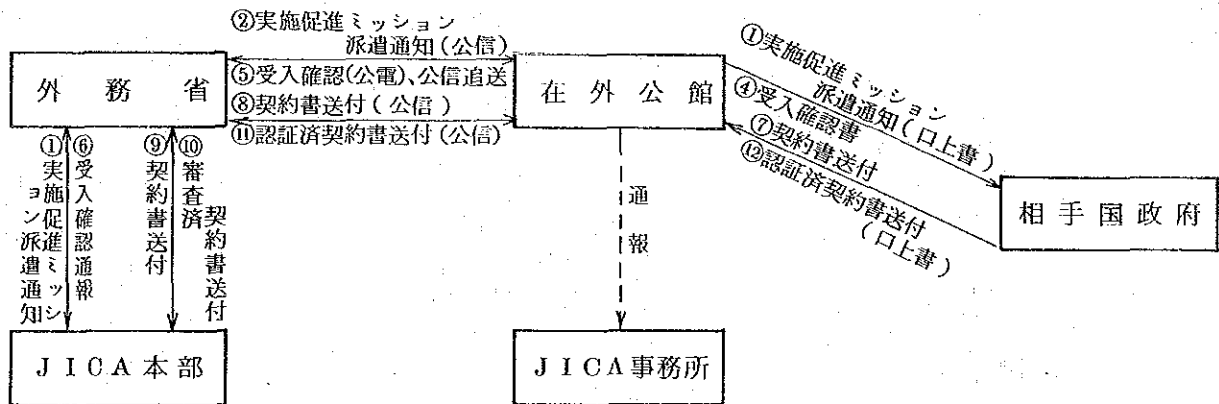 ②実施促進ミッション
派遣通知(公信)
⑤受入確認(公電)、公信追送
⑧契約書送付(公信)
⑪認証済契約書送付(公信)
外務省
在外公館
①実施促進ミッション
派遣通知(口上書)
④受入確認書
⑦契約書送付
⑫認証済契約書送付
(口上書)
相手国政府
①実施促進ミッシ
ョン派遣通知
⑥受入確認通報
⑨契約書送付
⑩審査済
契約書送付
通報
JICA本部
JICA事務所